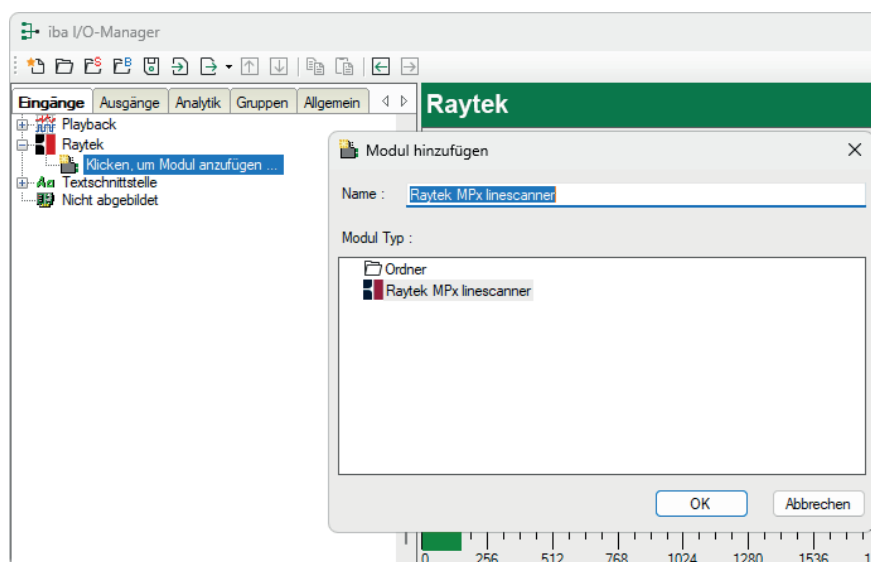 iba I/O-Manager
Eingänge Ausgänge Analytik Gruppen Allgemein
Raytek
Playback
Raytek
Klicken, um Modul anzufügen ...
Textschnittstelle
Nicht abgebildet
Modul hinzufügen
Name :
Raytek MPx linescanner
Modul Typ :
Ordner
Raytek MPx linescanner
OK Abbrechen
0 256 512 768 1024 1280 1536